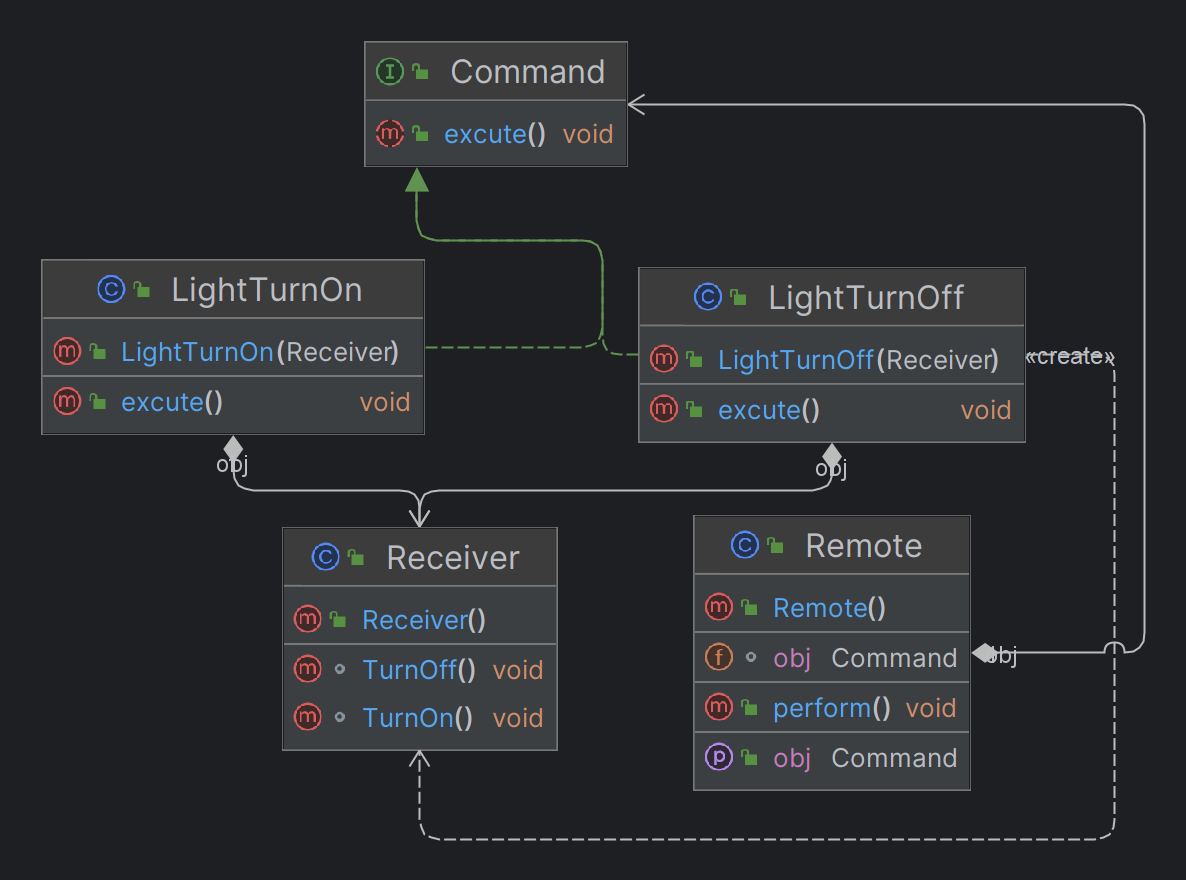 Command
excute() void
LightTurnOn
LightTurnOn(Receiver)
excute() void
LightTurnOff
LightTurnOff(Receiver)
excute() void
«create»
obj
obj
Receiver
Receiver()
TurnOff() void
TurnOn() void
Remote
Remote()
obj Command
perform() void
obj Command
obj